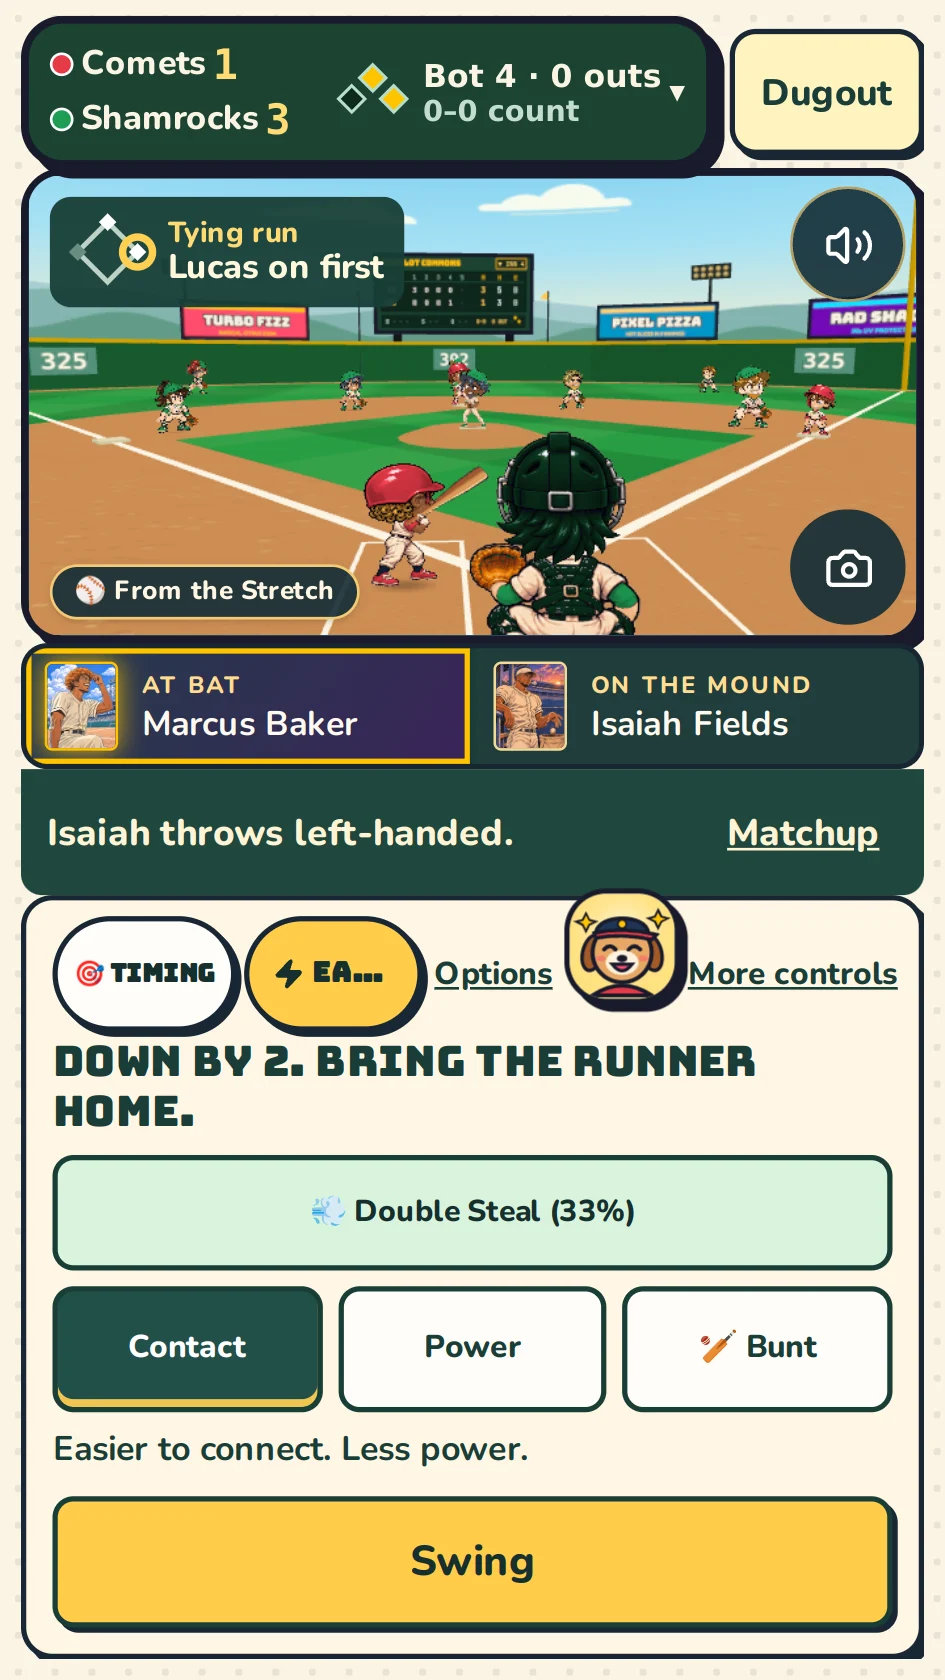 Comets 1
Shamrocks 3
Bot 4 · 0 outs ▼
0–0 count
Dugout
Tying run
Lucas on first
TURBO FIZZ
PIXEL PIZZA
RAD SHA
325
302
325
From the Stretch
AT BAT
Marcus Baker
ON THE MOUND
Isaiah Fields
Isaiah throws left-handed.
Matchup
TIMING
EA...
Options
More controls
DOWN BY 2. BRING THE RUNNER
HOME.
Double Steal (33%)
Contact
Power
Bunt
Easier to connect. Less power.
Swing